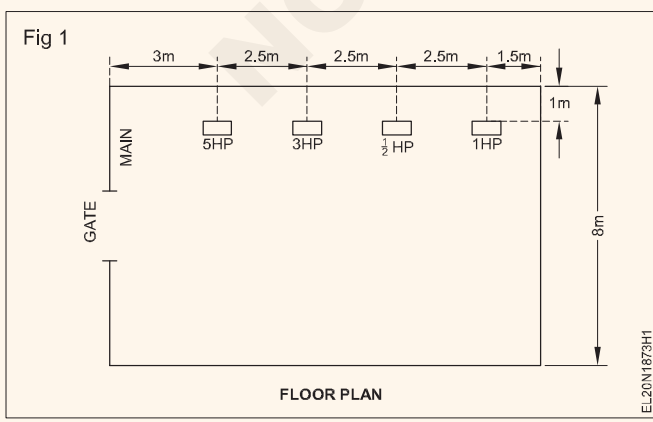 Fig 1
3m 2.5m 2.5m 2.5m 1.5m
1m
MAIN
5HP 3HP ½ HP 1HP
GATE
8m
FLOOR PLAN
EL20N1873H1